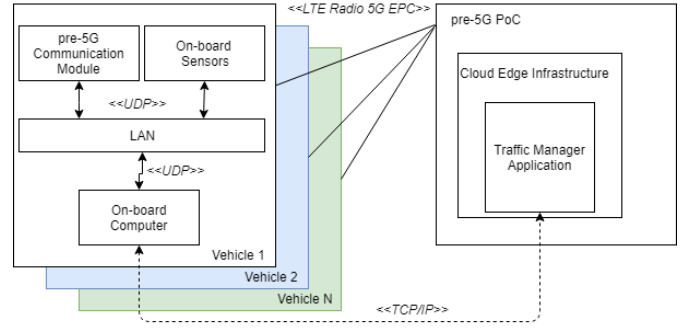 <<LTE Radio 5G EPC>>
pre-5G
Communication
Module
On-board
Sensors
<<UDP>>
LAN
<<UDP>>
On-board
Computer
Vehicle 1
Vehicle 2
Vehicle N
pre-5G PoC
Cloud Edge Infrastructure
Traffic Manager
Application
<<TCP/IP>>